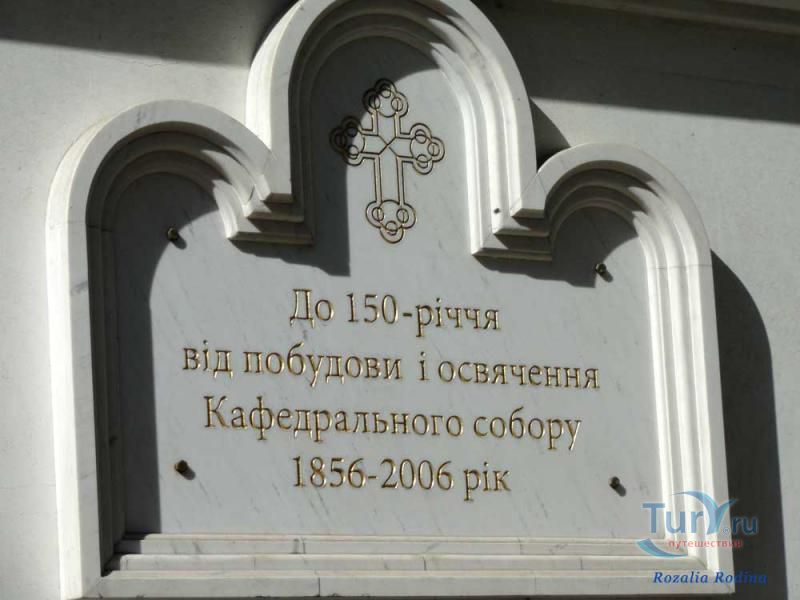 До 150-річчя
від побудови і освячення
Кафедрального собору
1856-2006 рік
Tury.ru
путешествия
Rozalia Rodina